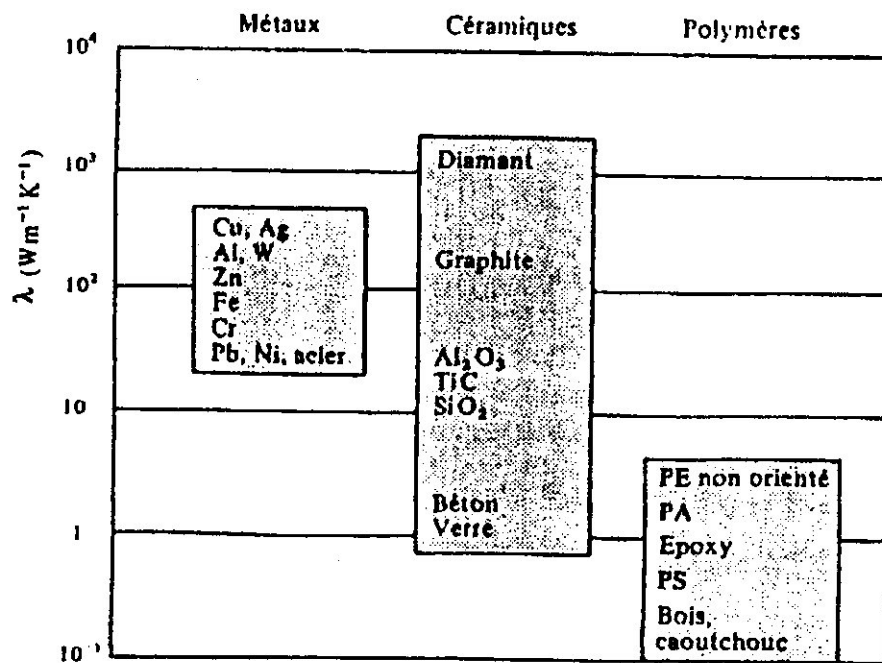 Métaux Céramiques Polymères
10⁴
10³
10²
10
1
10⁻¹
λ (Wm⁻¹K⁻¹)
Cu, Ag
Al, W
Zn
Fe
Cr
Pb, Ni, acier
Diamant
Graphite
Al₂O₃
TiC
SiO₂
Béton
Verre
PE non orienté
PA
Epoxy
PS
Bois,
caoutchouc